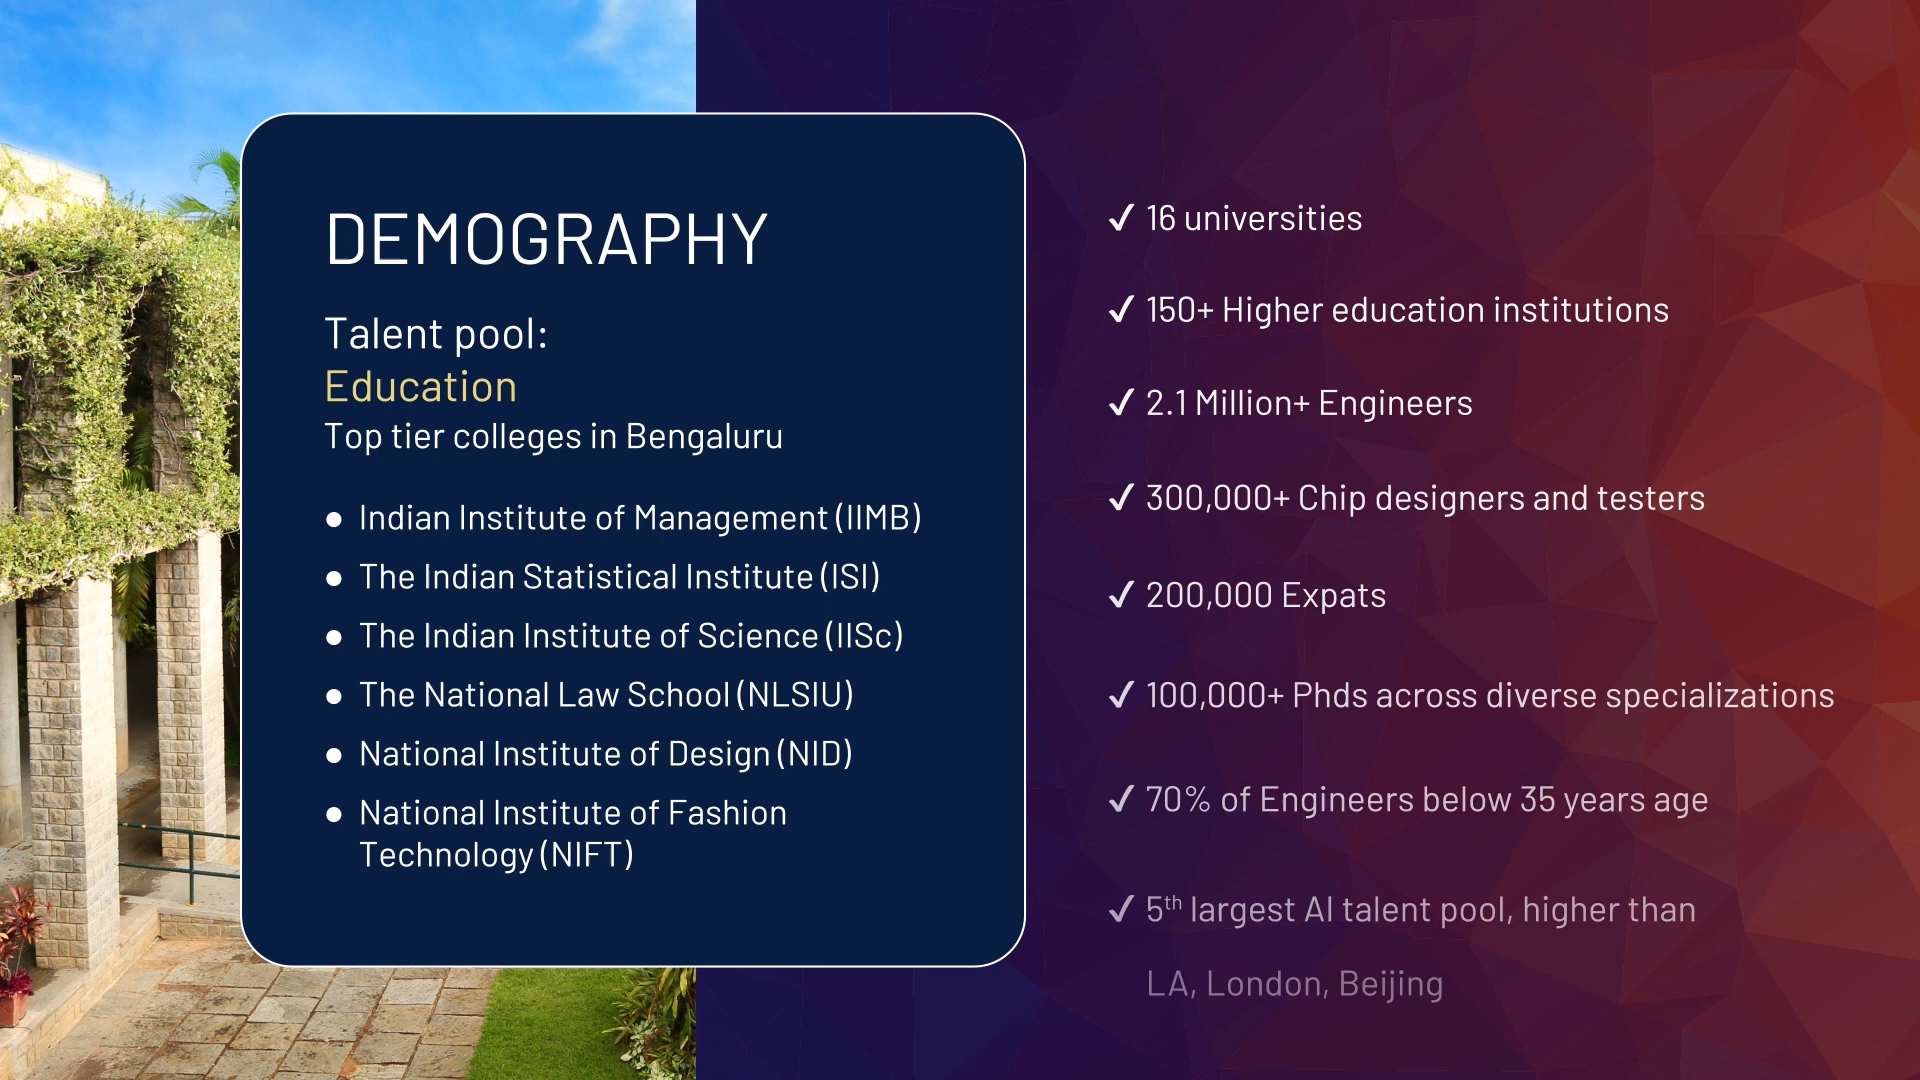 DEMOGRAPHY
Talent pool:
Education
Top tier colleges in Bengaluru
● Indian Institute of Management (IIMB)
● The Indian Statistical Institute (ISI)
● The Indian Institute of Science (IISc)
● The National Law School (NLSIU)
● National Institute of Design (NID)
● National Institute of Fashion
Technology (NIFT)
✓ 16 universities
✓ 150+ Higher education institutions
✓ 2.1 Million+ Engineers
✓ 300,000+ Chip designers and testers
✓ 200,000 Expats
✓ 100,000+ Phds across diverse specializations
✓ 70% of Engineers below 35 years age
✓ 5th largest AI talent pool, higher than
LA, London, Beijing